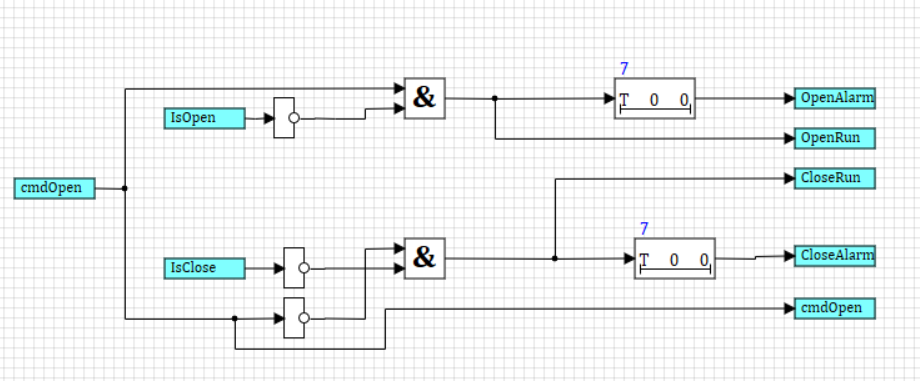 7
& T 0 0 OpenAlarm
IsOpen
OpenRun
CloseRun
cmdOpen
7
& T 0 0 CloseAlarm
IsClose
cmdOpen